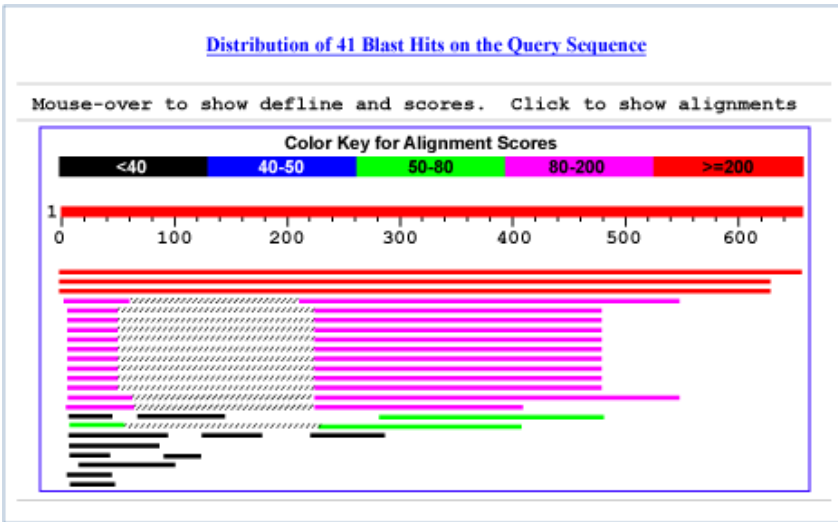 Distribution of 41 Blast Hits on the Query Sequence
Mouse-over to show defline and scores.  Click to show alignments
Color Key for Alignment Scores
<40 40-50 50-80 80-200 >=200
1
0 100 200 300 400 500 600